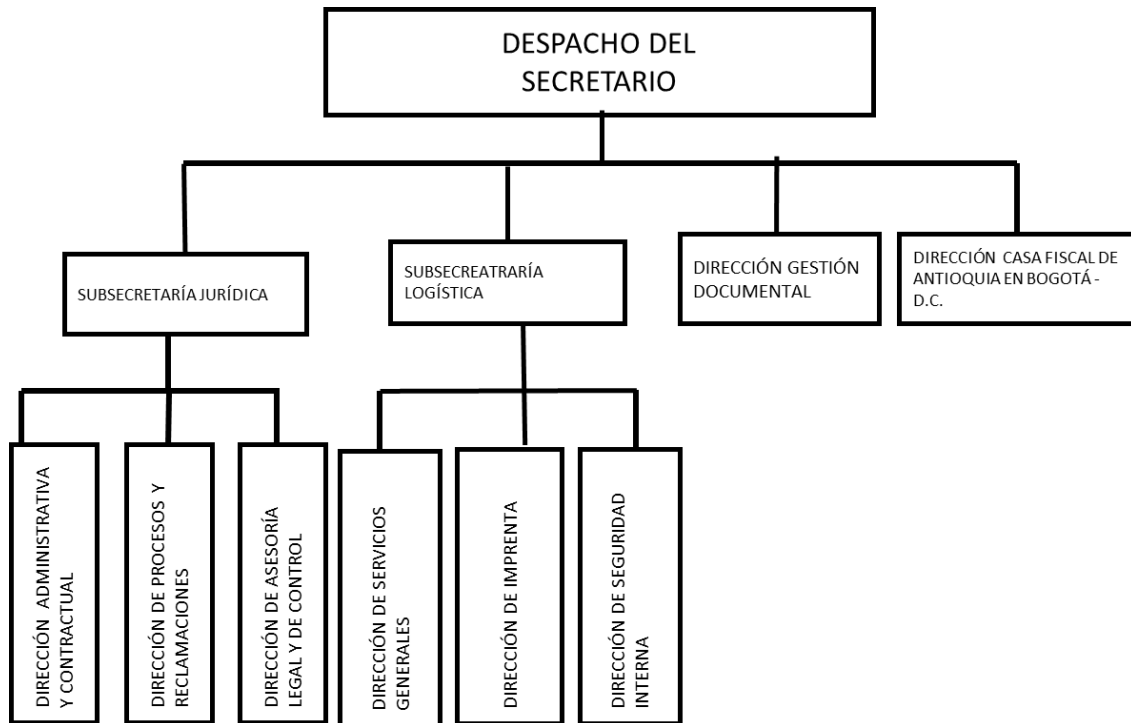 DESPACHO DEL
SECRETARIO
SUBSECRETARÍA JURÍDICA
SUBSECREATRARÍA
LOGÍSTICA
DIRECCIÓN GESTIÓN
DOCUMENTAL
DIRECCIÓN CASA FISCAL DE
ANTIOQUIA EN BOGOTÁ -
D.C.
DIRECCIÓN ADMINISTRATIVA
Y CONTRACTUAL
DIRECCIÓN DE PROCESOS Y
RECLAMACIONES
DIRECCIÓN DE ASESORÍA
LEGAL Y DE CONTROL
DIRECCIÓN DE SERVICIOS
GENERALES
DIRECCIÓN DE IMPRENTA
DIRECCIÓN DE SEGURIDAD
INTERNA